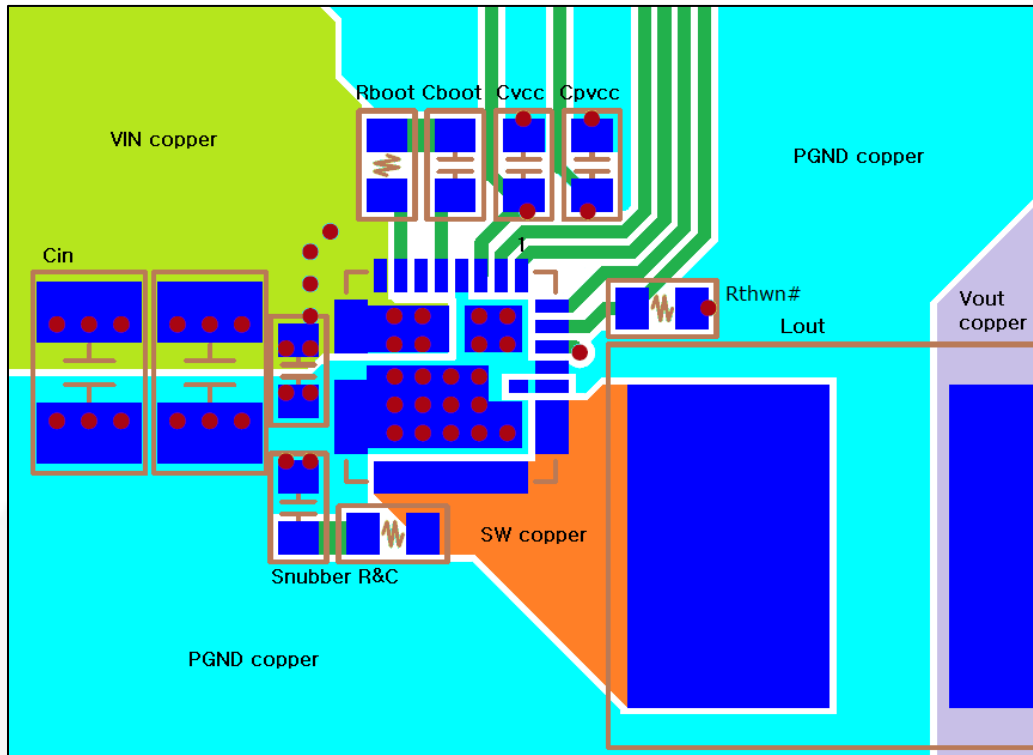 Rboot Cboot Cvcc Cpvcc
VIN copper
PGND copper
1
Cin
Rthwn#
Vout
copper
Lout
SW copper
Snubber R&C
PGND copper